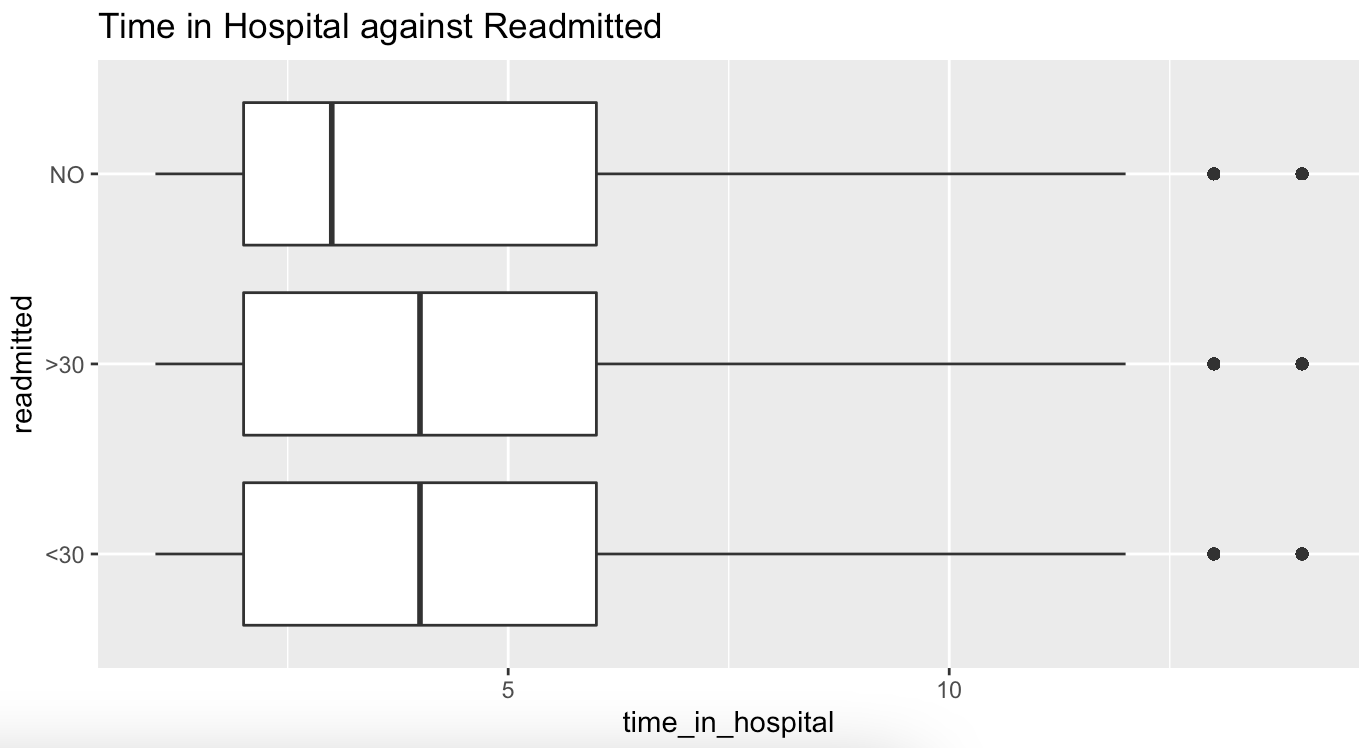 Time in Hospital against Readmitted
NO
>30
<30
readmitted
5 10
time_in_hospital